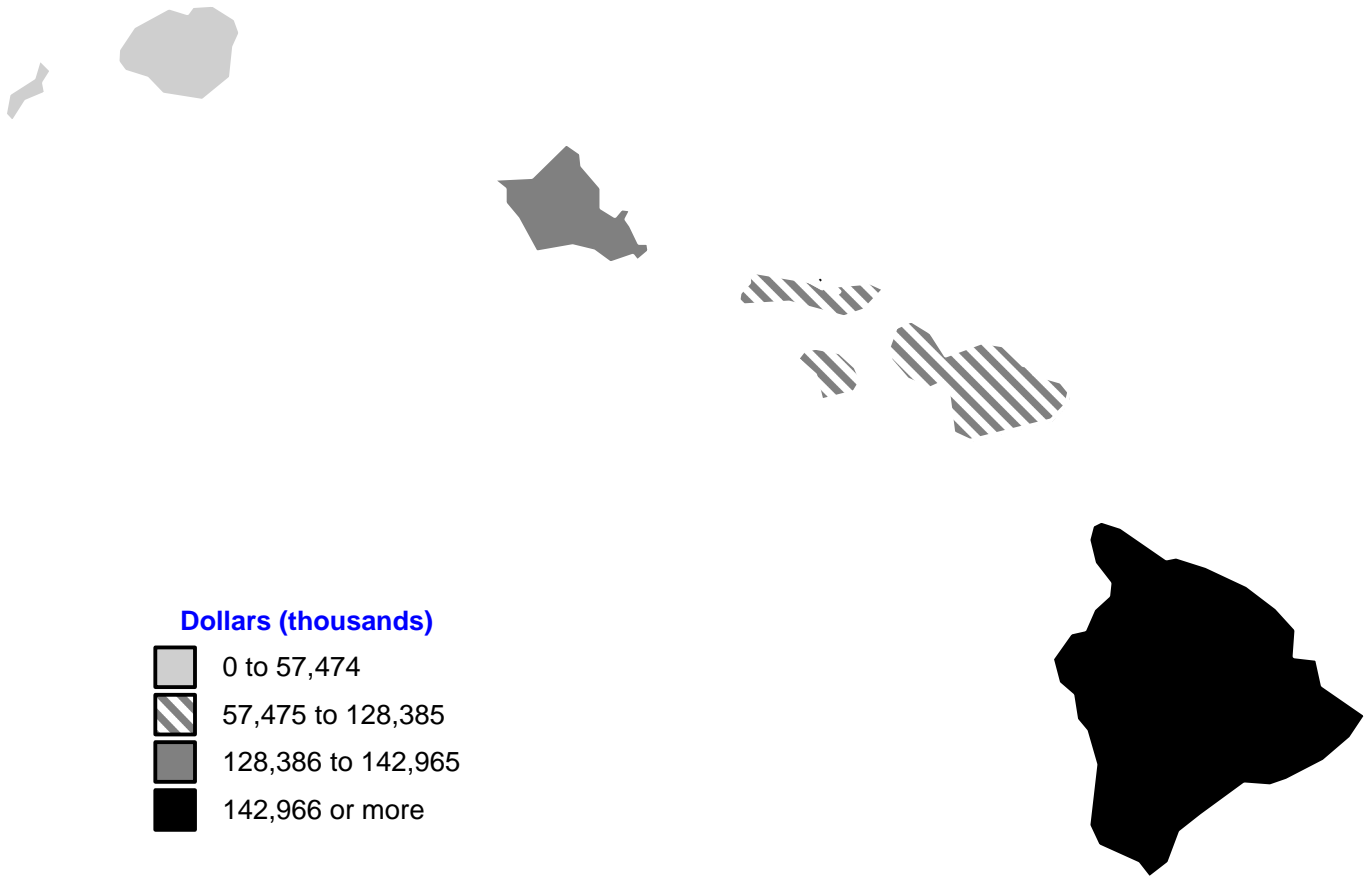 Dollars (thousands)
0 to 57,474
57,475 to 128,385
128,386 to 142,965
142,966 or more